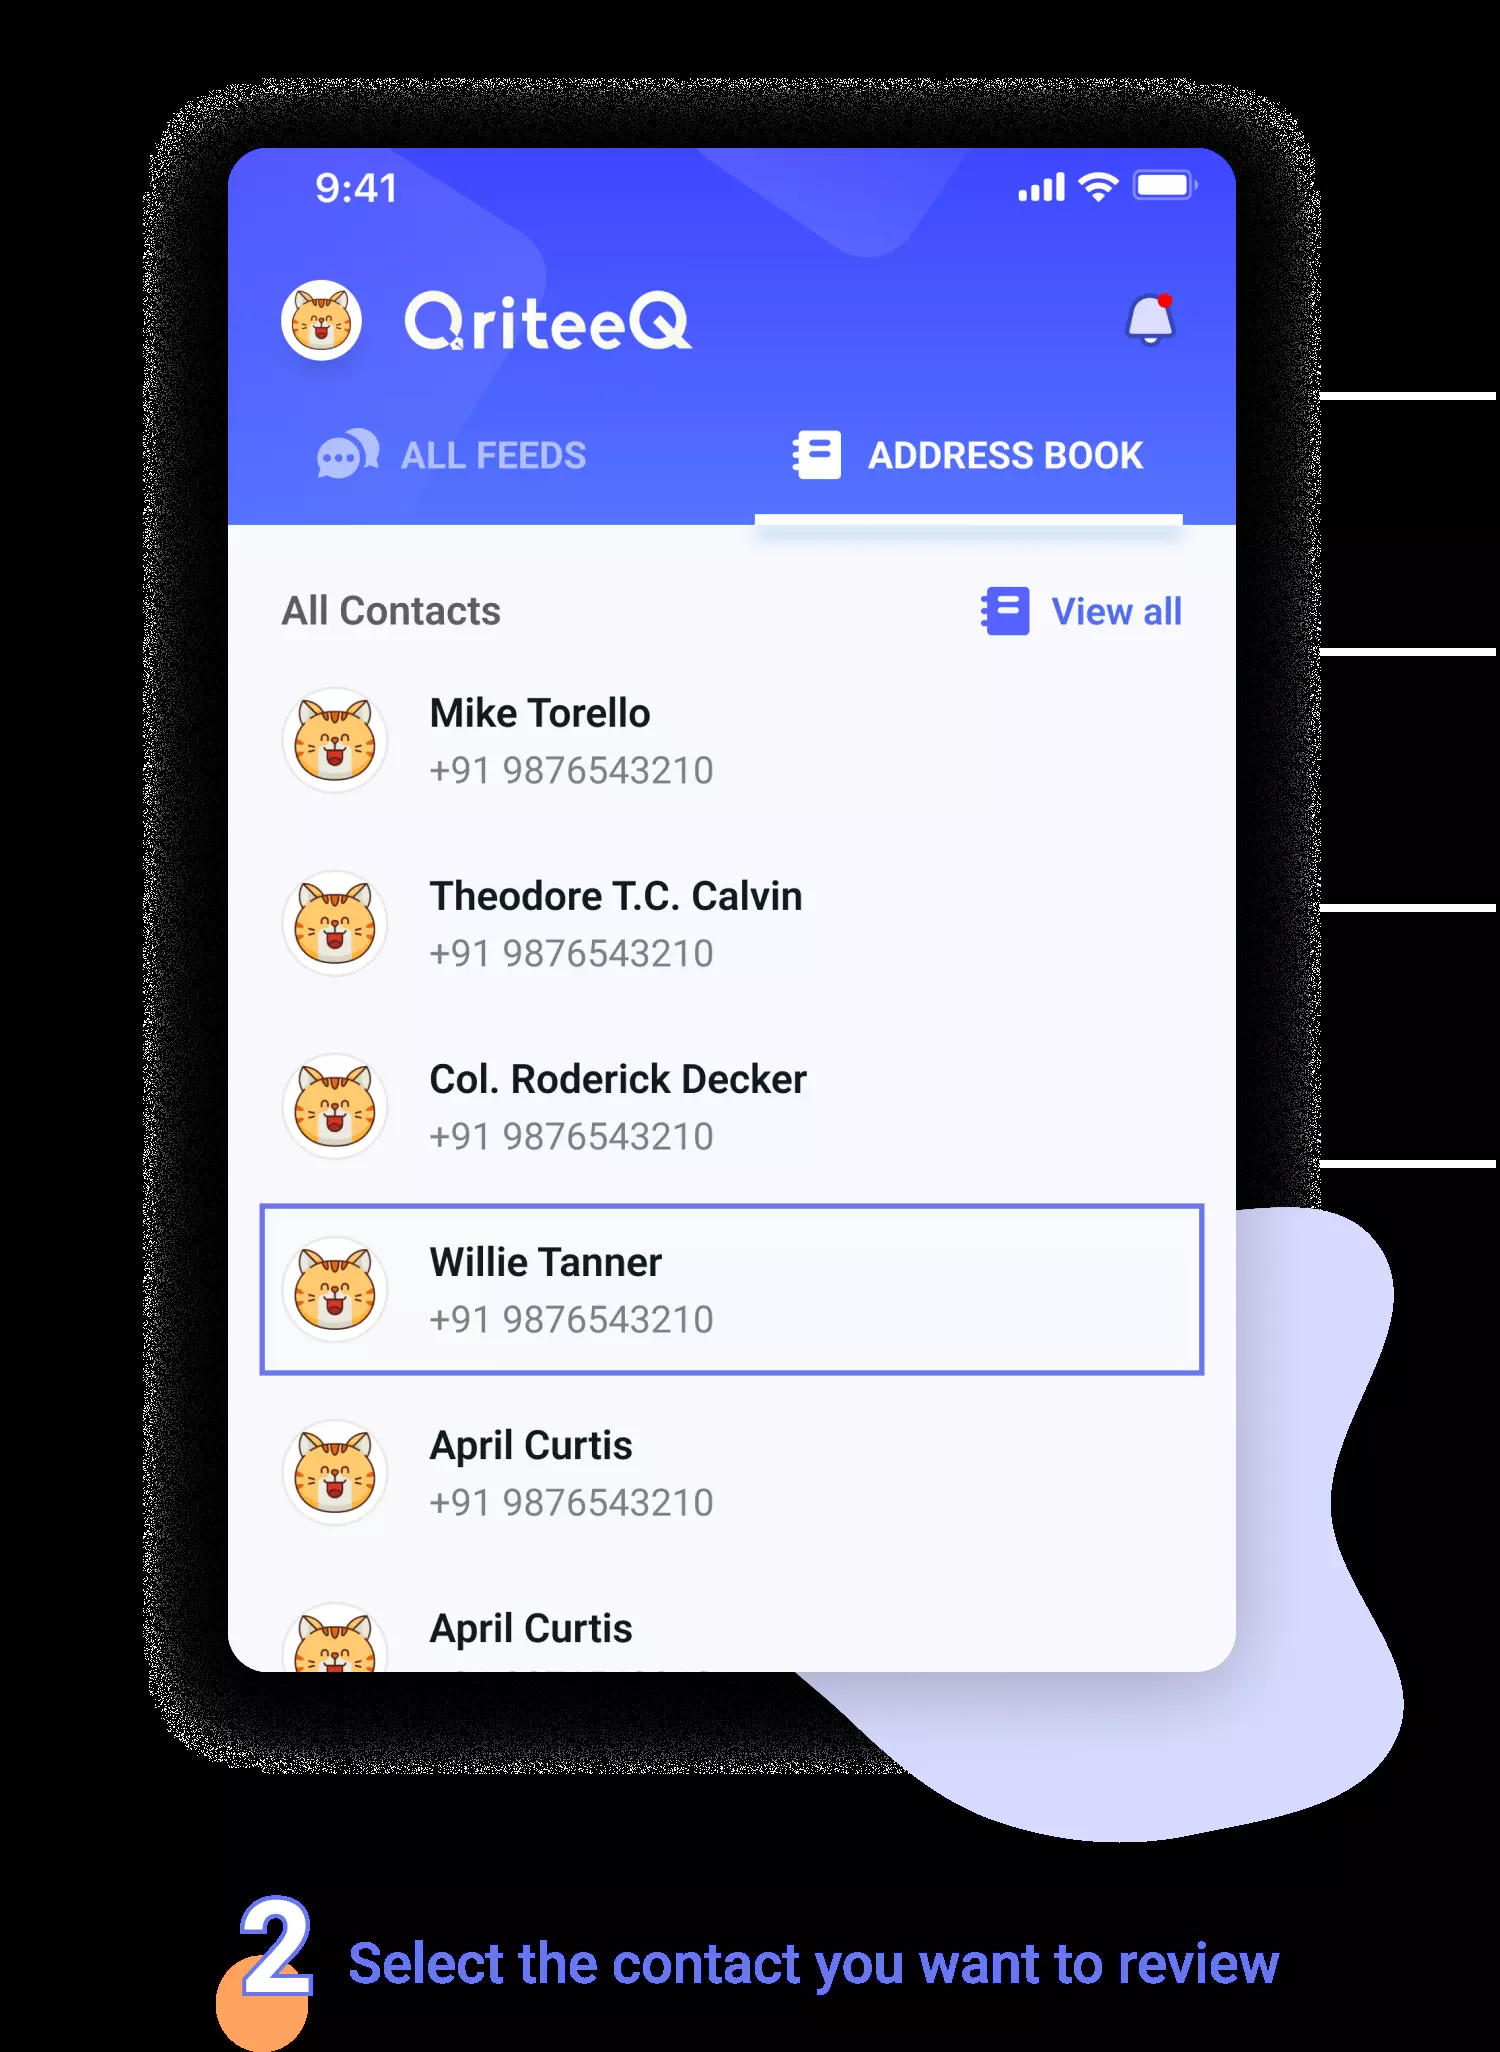 9:41
QriteeQ
ALL FEEDS
ADDRESS BOOK
All Contacts
View all
Mike Torello
+91 9876543210
Theodore T.C. Calvin
+91 9876543210
Col. Roderick Decker
+91 9876543210
Willie Tanner
+91 9876543210
April Curtis
+91 9876543210
April Curtis
2 Select the contact you want to review